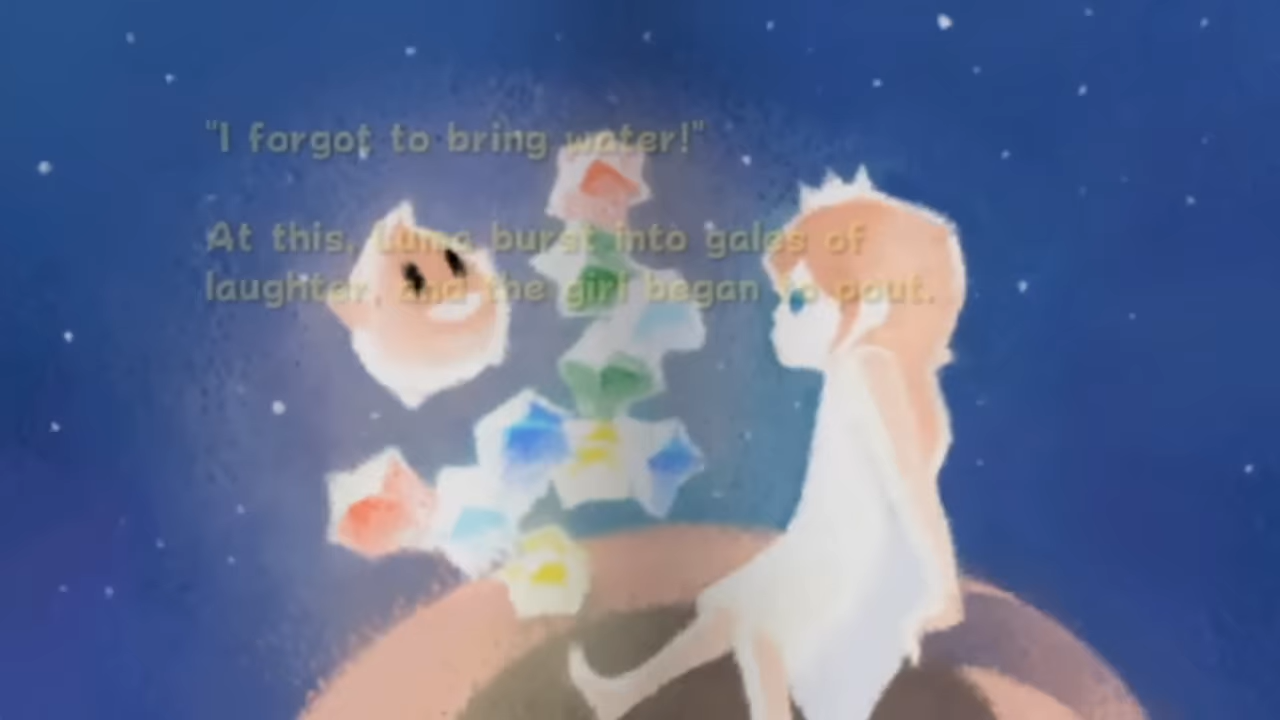 "I forgot to bring water!"
At this, Luma burst into gales of
laughter, and the girl began to pout.